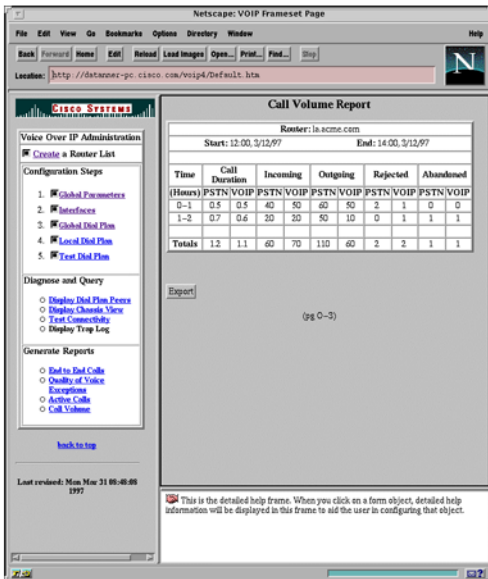 Netscape: VOIP Frameset Page
File Edit View Go Bookmarks Options Directory Window Help
Back Forward Home Edit Reload Load Images Open... Print... Find... Stop
Location: http://dstanner-pc.cisco.com/voip4/Default.htm
N
CISCO SYSTEMS
Voice Over IP Administration
Create a Router List
Configuration Steps
1. Global Parameters
2. Interfaces
3. Global Dial Plan
4. Local Dial Plan
5. Test Dial Plan
Diagnose and Query
Display Dial Plan Peers
Display Chassis View
Test Connectivity
Display Trap Log
Generate Reports
End to End Calls
Quality of Voice
Exceptions
Active Calls
Call Volume
back to top
Last revised: Mon Mar 31 08:48:08
1997
Call Volume Report
Router: la.acme.com
Start: 12:00, 3/12/97 End: 14:00, 3/12/97
Time Call Duration Incoming Outgoing Rejected Abandoned
(Hours) PSTN VOIP PSTN VOIP PSTN VOIP PSTN VOIP PSTN VOIP
0-1 0.5 0.5 40 50 60 50 2 1 0 0
1-2 0.7 0.6 20 20 50 10 0 1 1 1
Totals 1.2 1.1 60 70 110 60 2 2 1 1
Export
(pg 0-3)
This is the detailed help frame. When you click on a form object, detailed help
information will be displayed in this frame to aid the user in configuring that object.